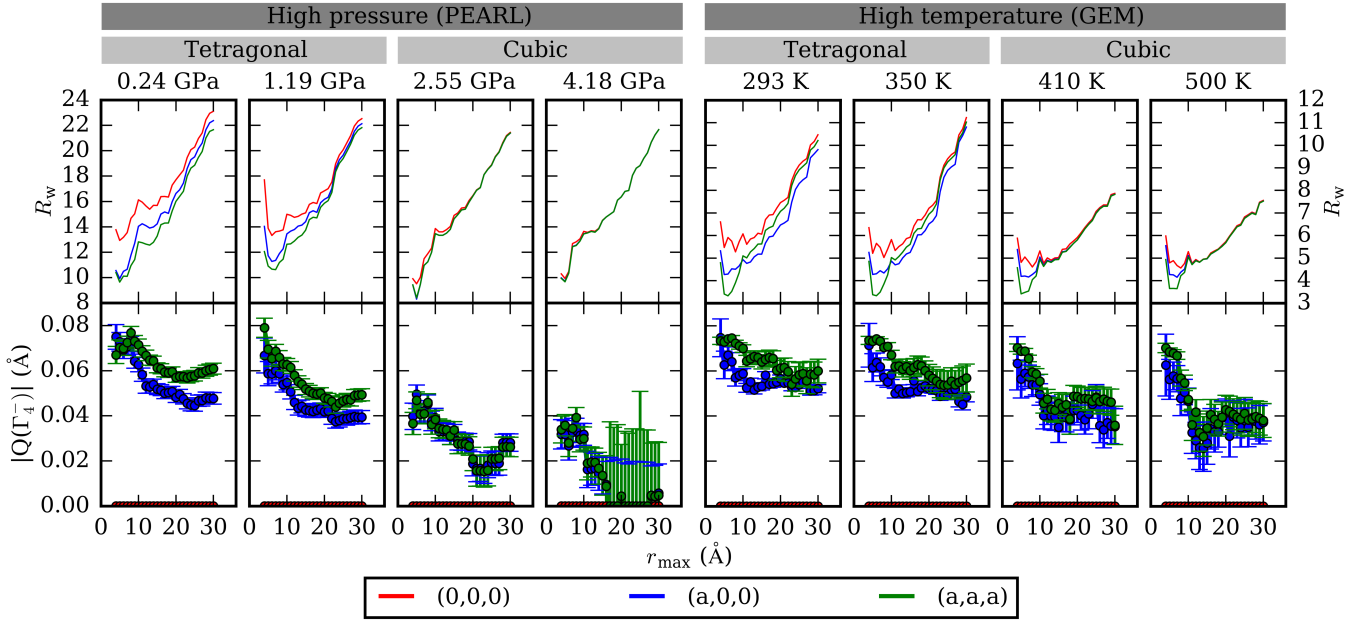 High pressure (PEARL) High temperature (GEM)
Tetragonal Cubic Tetragonal Cubic
0.24 GPa 1.19 GPa 2.55 GPa 4.18 GPa 293 K 350 K 410 K 500 K
24 12
22 11
20 10
18 9
16 8
14 7
12 6
10 5
8 4
3
R_w R_w
0.08
0.06
0.04
0.02
0.00
|Q(Γ₄⁻)| (Å)
0 10 20 30 0 10 20 30 0 10 20 30 0 10 20 30 0 10 20 30 0 10 20 30 0 10 20 30 0 10 20 30
r_max (Å)
(0,0,0) (a,0,0) (a,a,a)